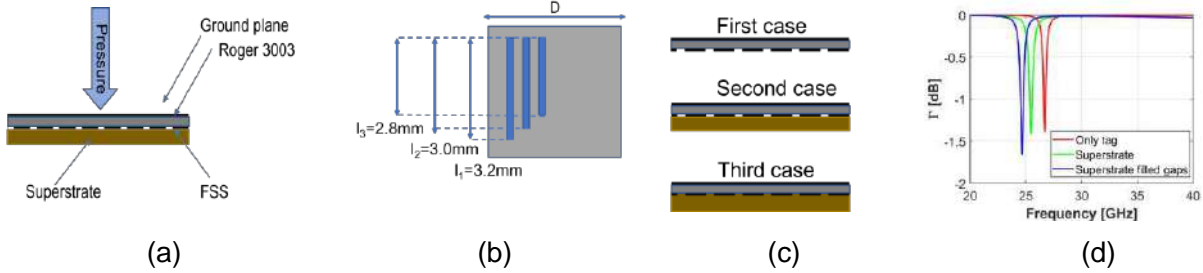 Pressure
Ground plane
Roger 3003
Superstrate
FSS
(a)
D
l₃=2.8mm
l₂=3.0mm
l₁=3.2mm
(b)
First case
Second case
Third case
(c)
Γ [dB]
0
-0.5
-1
-1.5
-2
Only tag
Superstrate
Superstrate filled gaps
20 25 30 35 40
Frequency [GHz]
(d)